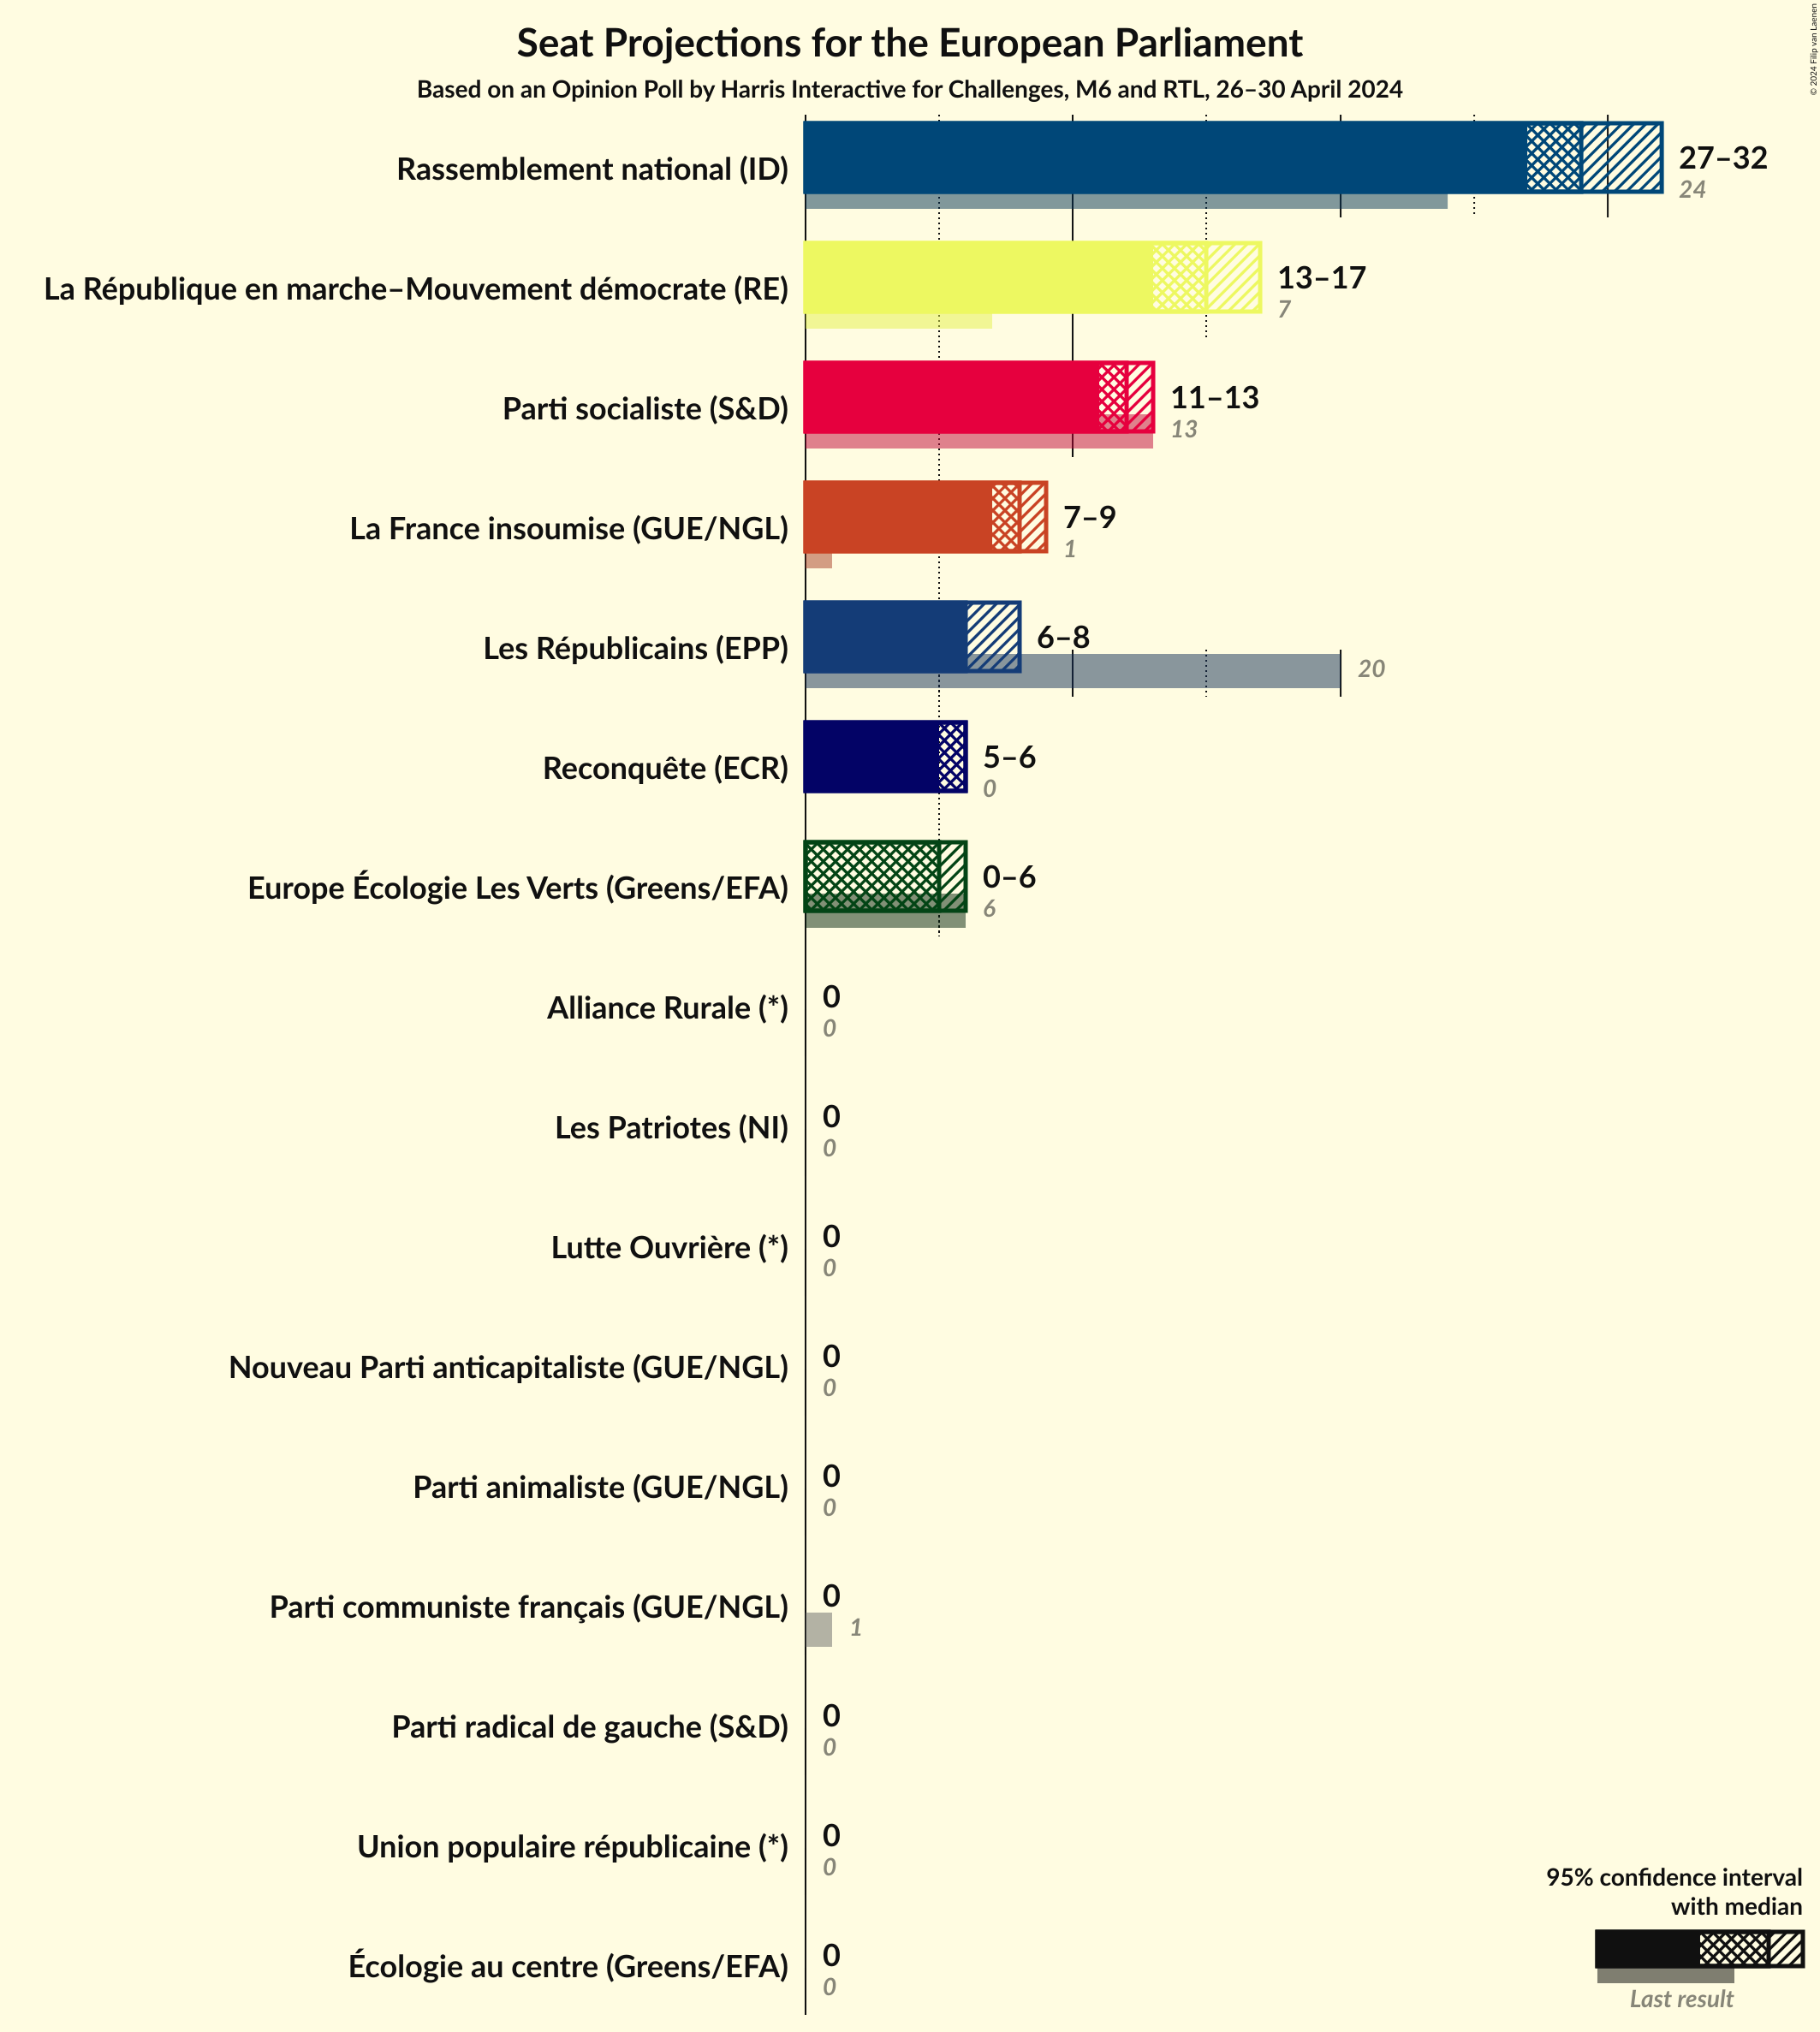 Seat Projections for the European Parliament
Based on an Opinion Poll by Harris Interactive for Challenges, M6 and RTL, 26–30 April 2024
© 2024 Filip van Laenen
Rassemblement national (ID)
27–32
24
La République en marche–Mouvement démocrate (RE)
13–17
7
Parti socialiste (S&D)
11–13
13
La France insoumise (GUE/NGL)
7–9
1
Les Républicains (EPP)
6–8
20
Reconquête (ECR)
5–6
0
Europe Écologie Les Verts (Greens/EFA)
0–6
6
Alliance Rurale (*)
0
0
Les Patriotes (NI)
0
0
Lutte Ouvrière (*)
0
0
Nouveau Parti anticapitaliste (GUE/NGL)
0
0
Parti animaliste (GUE/NGL)
0
0
Parti communiste français (GUE/NGL)
0
1
Parti radical de gauche (S&D)
0
0
Union populaire républicaine (*)
0
0
Écologie au centre (Greens/EFA)
0
0
95% confidence interval
with median
Last result